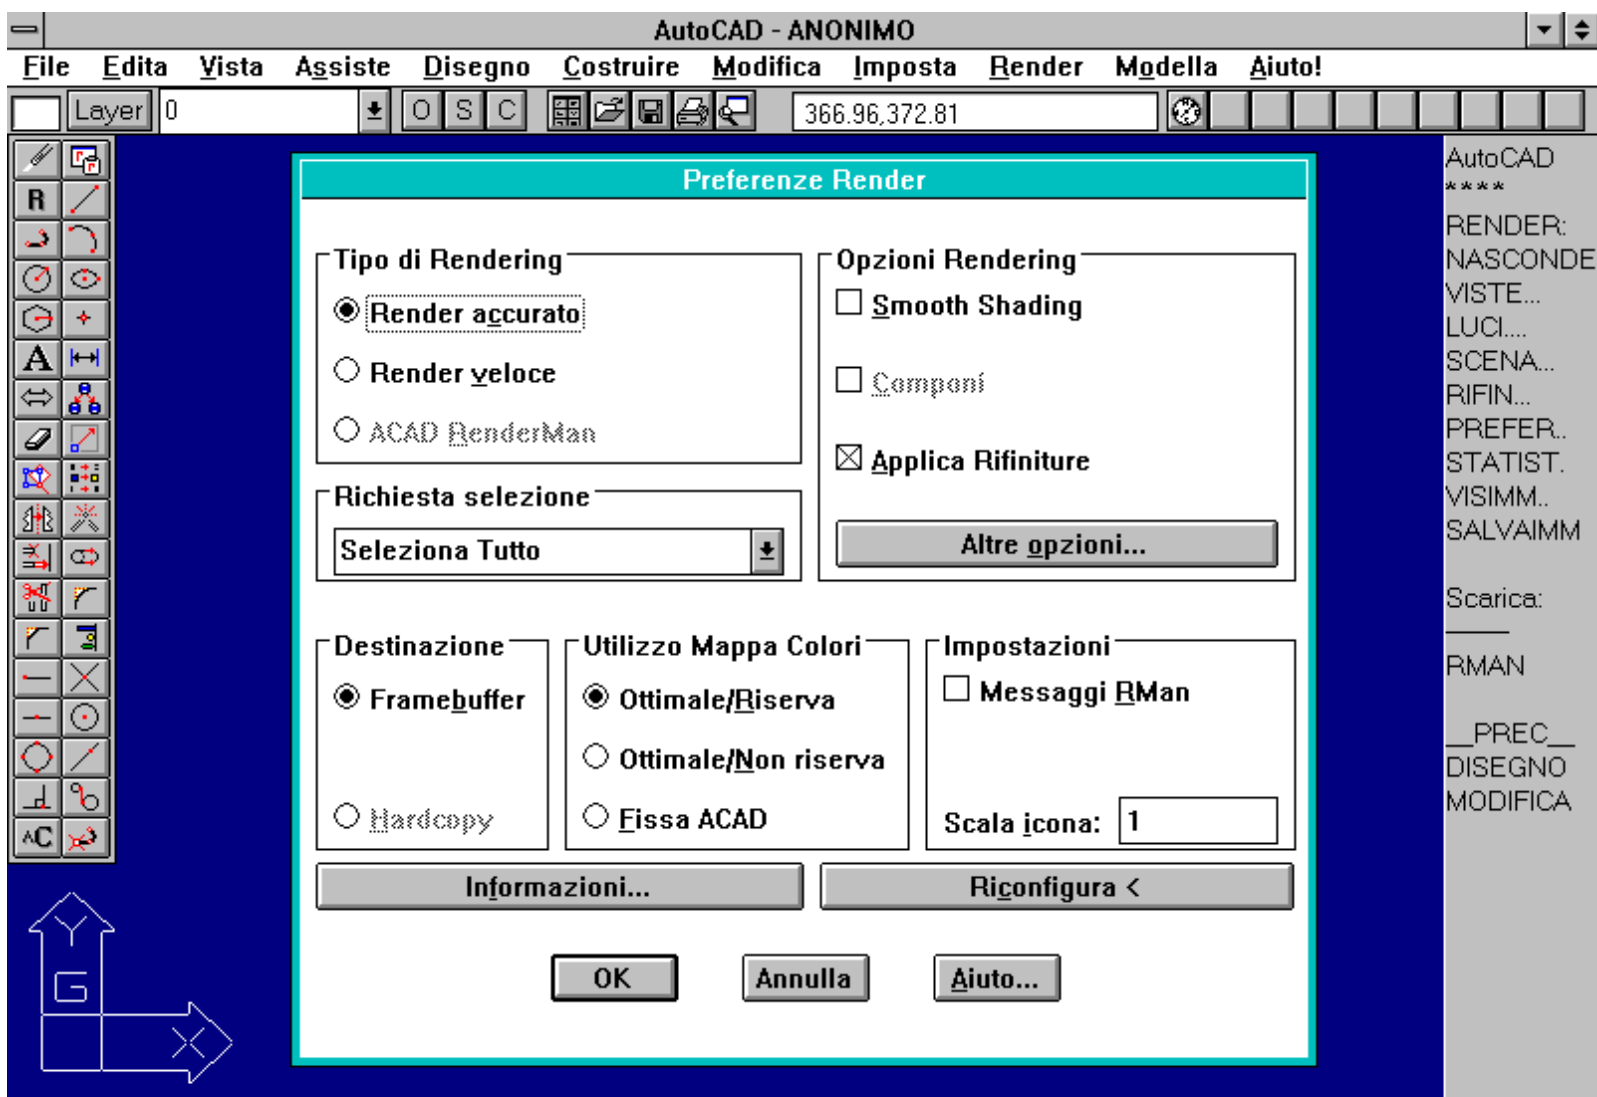 AutoCAD - ANONIMO
File Edita Vista Assiste Disegno Costruire Modifica Imposta Render Modella Aiuto!
Layer 0 O S C 366.96,372.81
R
A
^C
Y
G
X
Preferenze Render
Tipo di Rendering
Render accurato
Render veloce
ACAD RenderMan
Richiesta selezione
Seleziona Tutto
Opzioni Rendering
Smooth Shading
Componi
Applica Rifiniture
Altre opzioni...
Destinazione
Framebuffer
Hardcopy
Utilizzo Mappa Colori
Ottimale/Riserva
Ottimale/Non riserva
Fissa ACAD
Impostazioni
Messaggi RMan
Scala icona: 1
Informazioni...
Riconfigura <
OK
Annulla
Aiuto...
AutoCAD
* * * *
RENDER:
NASCONDE
VISTE...
LUCI....
SCENA...
RIFIN...
PREFER..
STATIST.
VISIMM..
SALVAIMM
Scarica:
RMAN
__PREC__
DISEGNO
MODIFICA